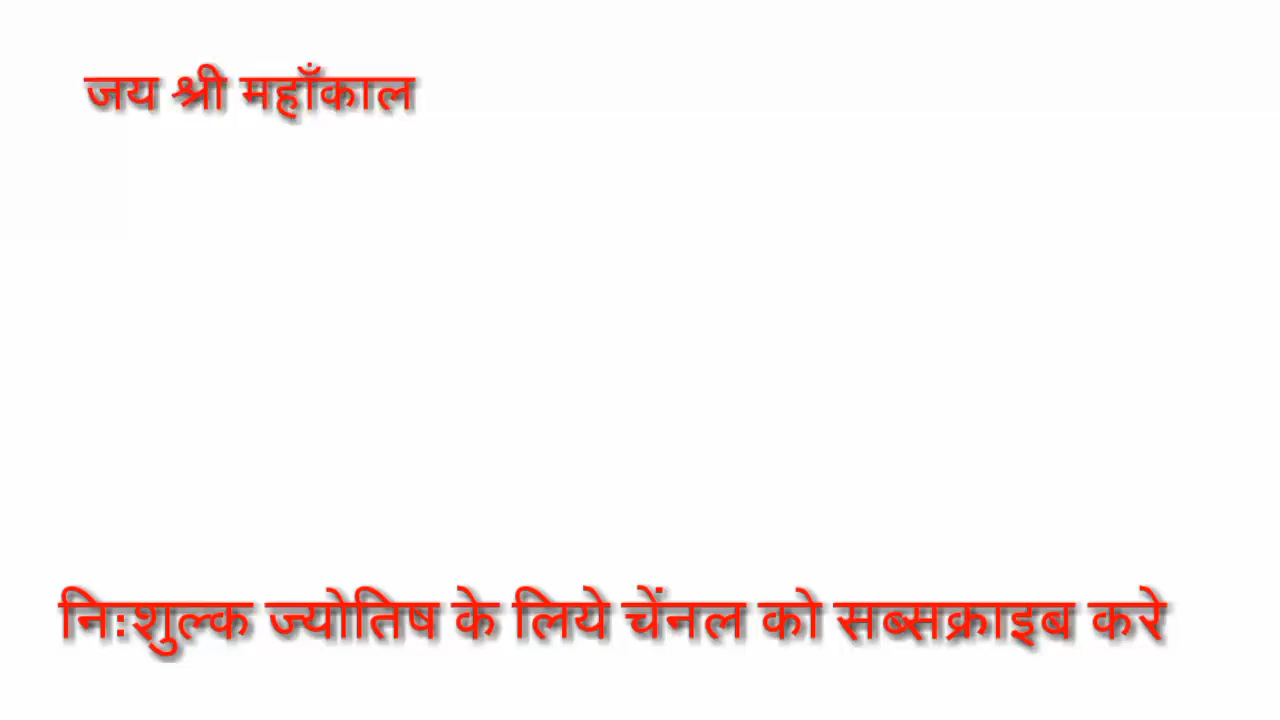 जय श्री महाँकाल
नि:शुल्क ज्योतिष के लिये चेंनल को सब्सक्राइब करे